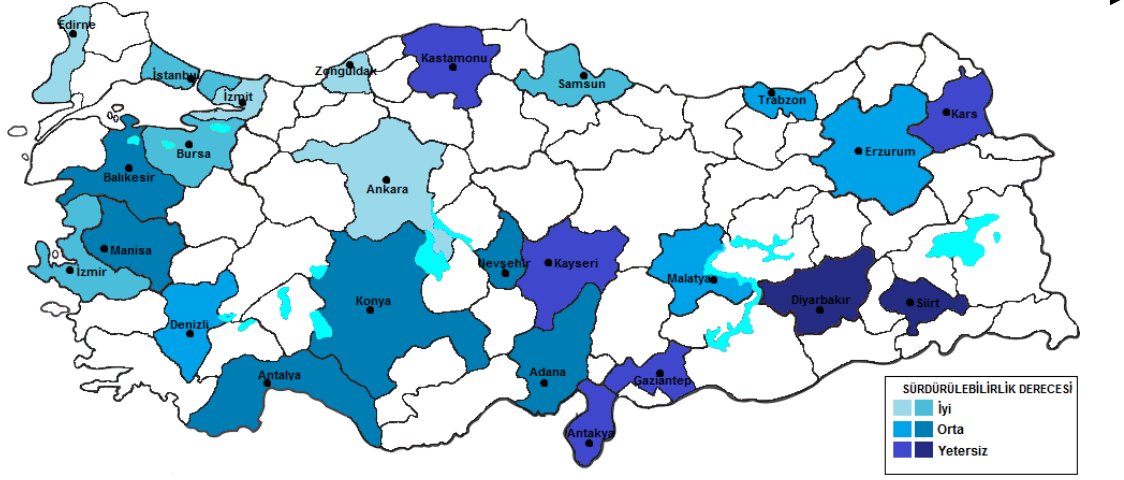 Edirne
İstanbul
İzmit
Zonguldak
Kastamonu
Samsun
Trabzon
Kars
Erzurum
Bursa
Balıkesir
Ankara
Manisa
İzmir
Nevşehir
Kayseri
Malatya
Diyarbakır
Siirt
Konya
Denizli
Antalya
Adana
Gaziantep
Antakya
SÜRDÜRÜLEBİLİRLİK DERECESİ
İyi
Orta
Yetersiz